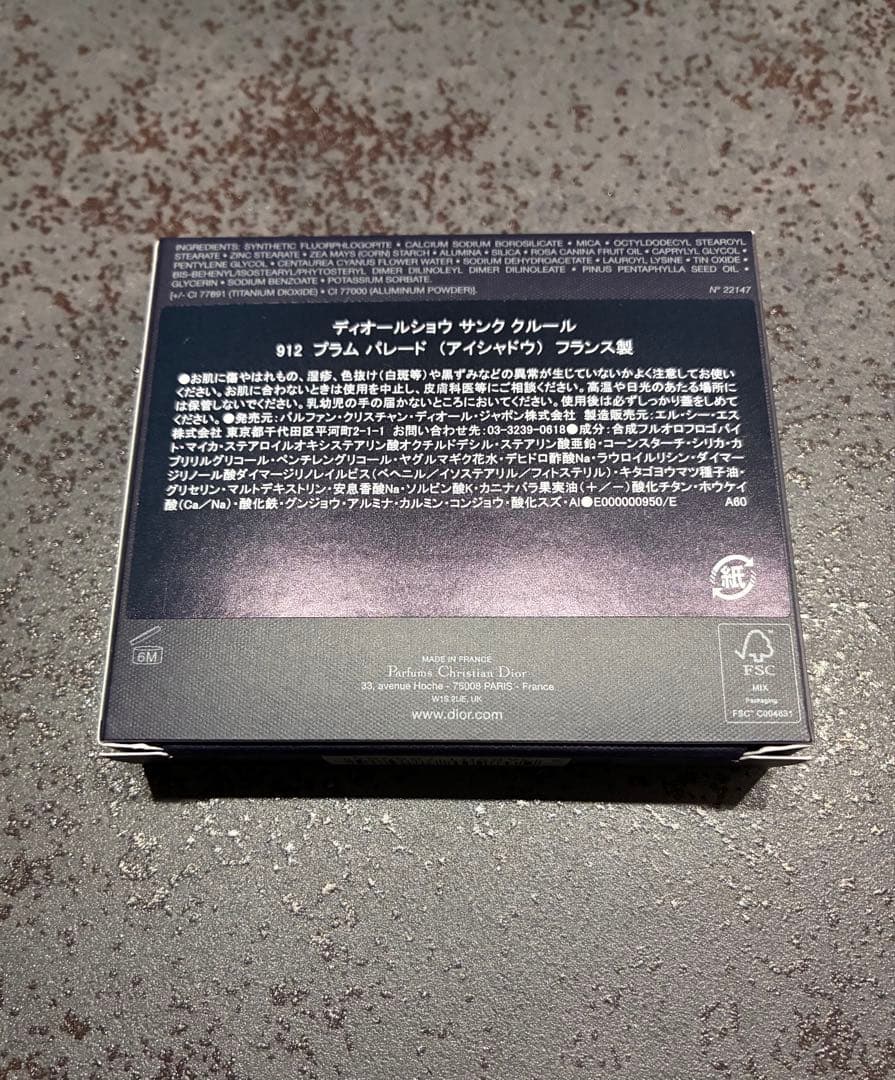 INGREDIENTS: SYNTHETIC FLUORPHLOGOPITE • CALCIUM SODIUM BOROSILICATE • MICA • OCTYLDODECYL STEAROYL
STEARATE • ZINC STEARATE • ZEA MAYS (CORN) STARCH • ALUMINA • SILICA • ROSA CANINA FRUIT OIL • CAPRYLYL GLYCOL •
PENTYLENE GLYCOL • CENTAUREA CYANUS FLOWER WATER • SODIUM DEHYDROACETATE • LAUROYL LYSINE • TIN OXIDE •
BIS-BEHENYL/ISOSTEARYL/PHYTOSTERYL DIMER DILINOLEYL DIMER DILINOLEATE • PINUS PENTAPHYLLA SEED OIL •
GLYCERIN • SODIUM BENZOATE • POTASSIUM SORBATE.
[+/- CI 77891 (TITANIUM DIOXIDE) • CI 77000 (ALUMINUM POWDER)]. N° 22147
ディオールショウ サンク クルール
912 プラム パレード (アイシャドウ) フランス製
●お肌に傷やはれもの、湿疹、色抜け(白斑等)や黒ずみなどの異常が生じていないかよく注意してお使い
ください。お肌に合わないときは使用を中止し、皮膚科医等にご相談ください。高温や日光のあたる場所に
は保管しないでください。乳幼児の手の届かないところにおいてください。使用後は必ずしっかり蓋をしめて
ください。●発売元:パルファン・クリスチャン・ディオール・ジャポン株式会社 製造販売元:エル・シー・エス
株式会社 東京都千代田区平河町2-1-1 お問い合わせ先:03-3239-0618●成分:合成フルオロフロゴパイ
ト・マイカ・ステアロイルオキシステアリン酸オクチルドデシル・ステアリン酸亜鉛・コーンスターチ・シリカ・カ
プリリルグリコール・ペンチレングリコール・ヤグルマギク花水・デヒドロ酢酸Na・ラウロイルリシン・ダイマー
ジリノール酸ダイマージリノレイルビス(ベヘニル/イソステアリル/フィトステリル)・キタゴヨウマツ種子油・
グリセリン・マルトデキストリン・安息香酸Na・ソルビン酸K・カニナバラ果実油(+/-)酸化チタン・ホウケイ
酸(Ca/Na)・酸化鉄・グンジョウ・アルミナ・カルミン・コンジョウ・酸化スズ・Al●E000000950/E A60
紙
6M
MADE IN FRANCE
Parfums Christian Dior
33, avenue Hoche - 75008 PARIS - France
W1S 2UE, UK
www.dior.com
FSC
MIX
Packaging
FSC® C004631